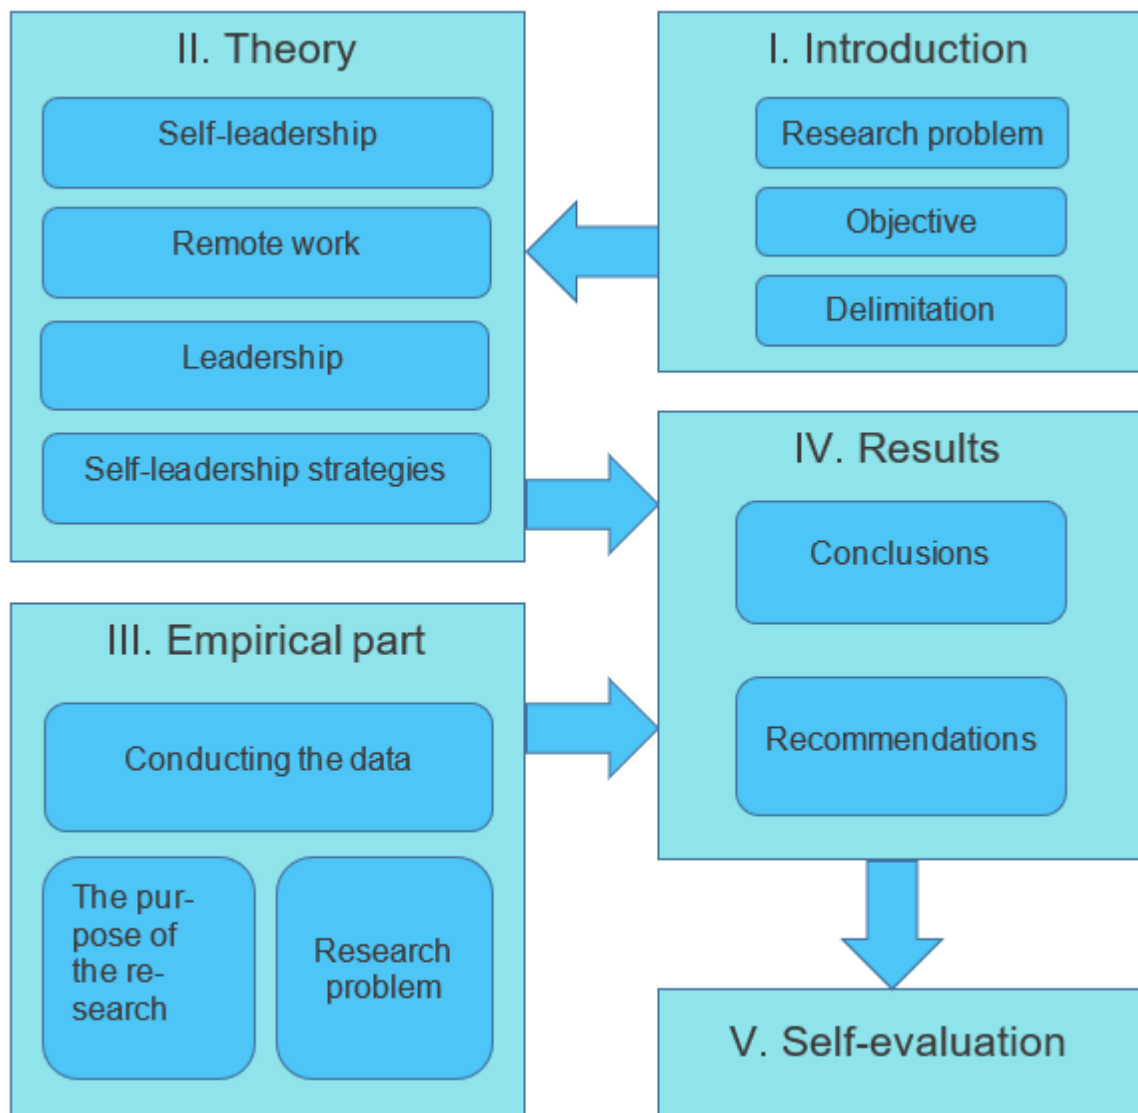 II. Theory
Self-leadership
Remote work
Leadership
Self-leadership strategies
I. Introduction
Research problem
Objective
Delimitation
III. Empirical part
Conducting the data
The pur-
pose of
the re-
search
Research
problem
IV. Results
Conclusions
Recommendations
V. Self-evaluation